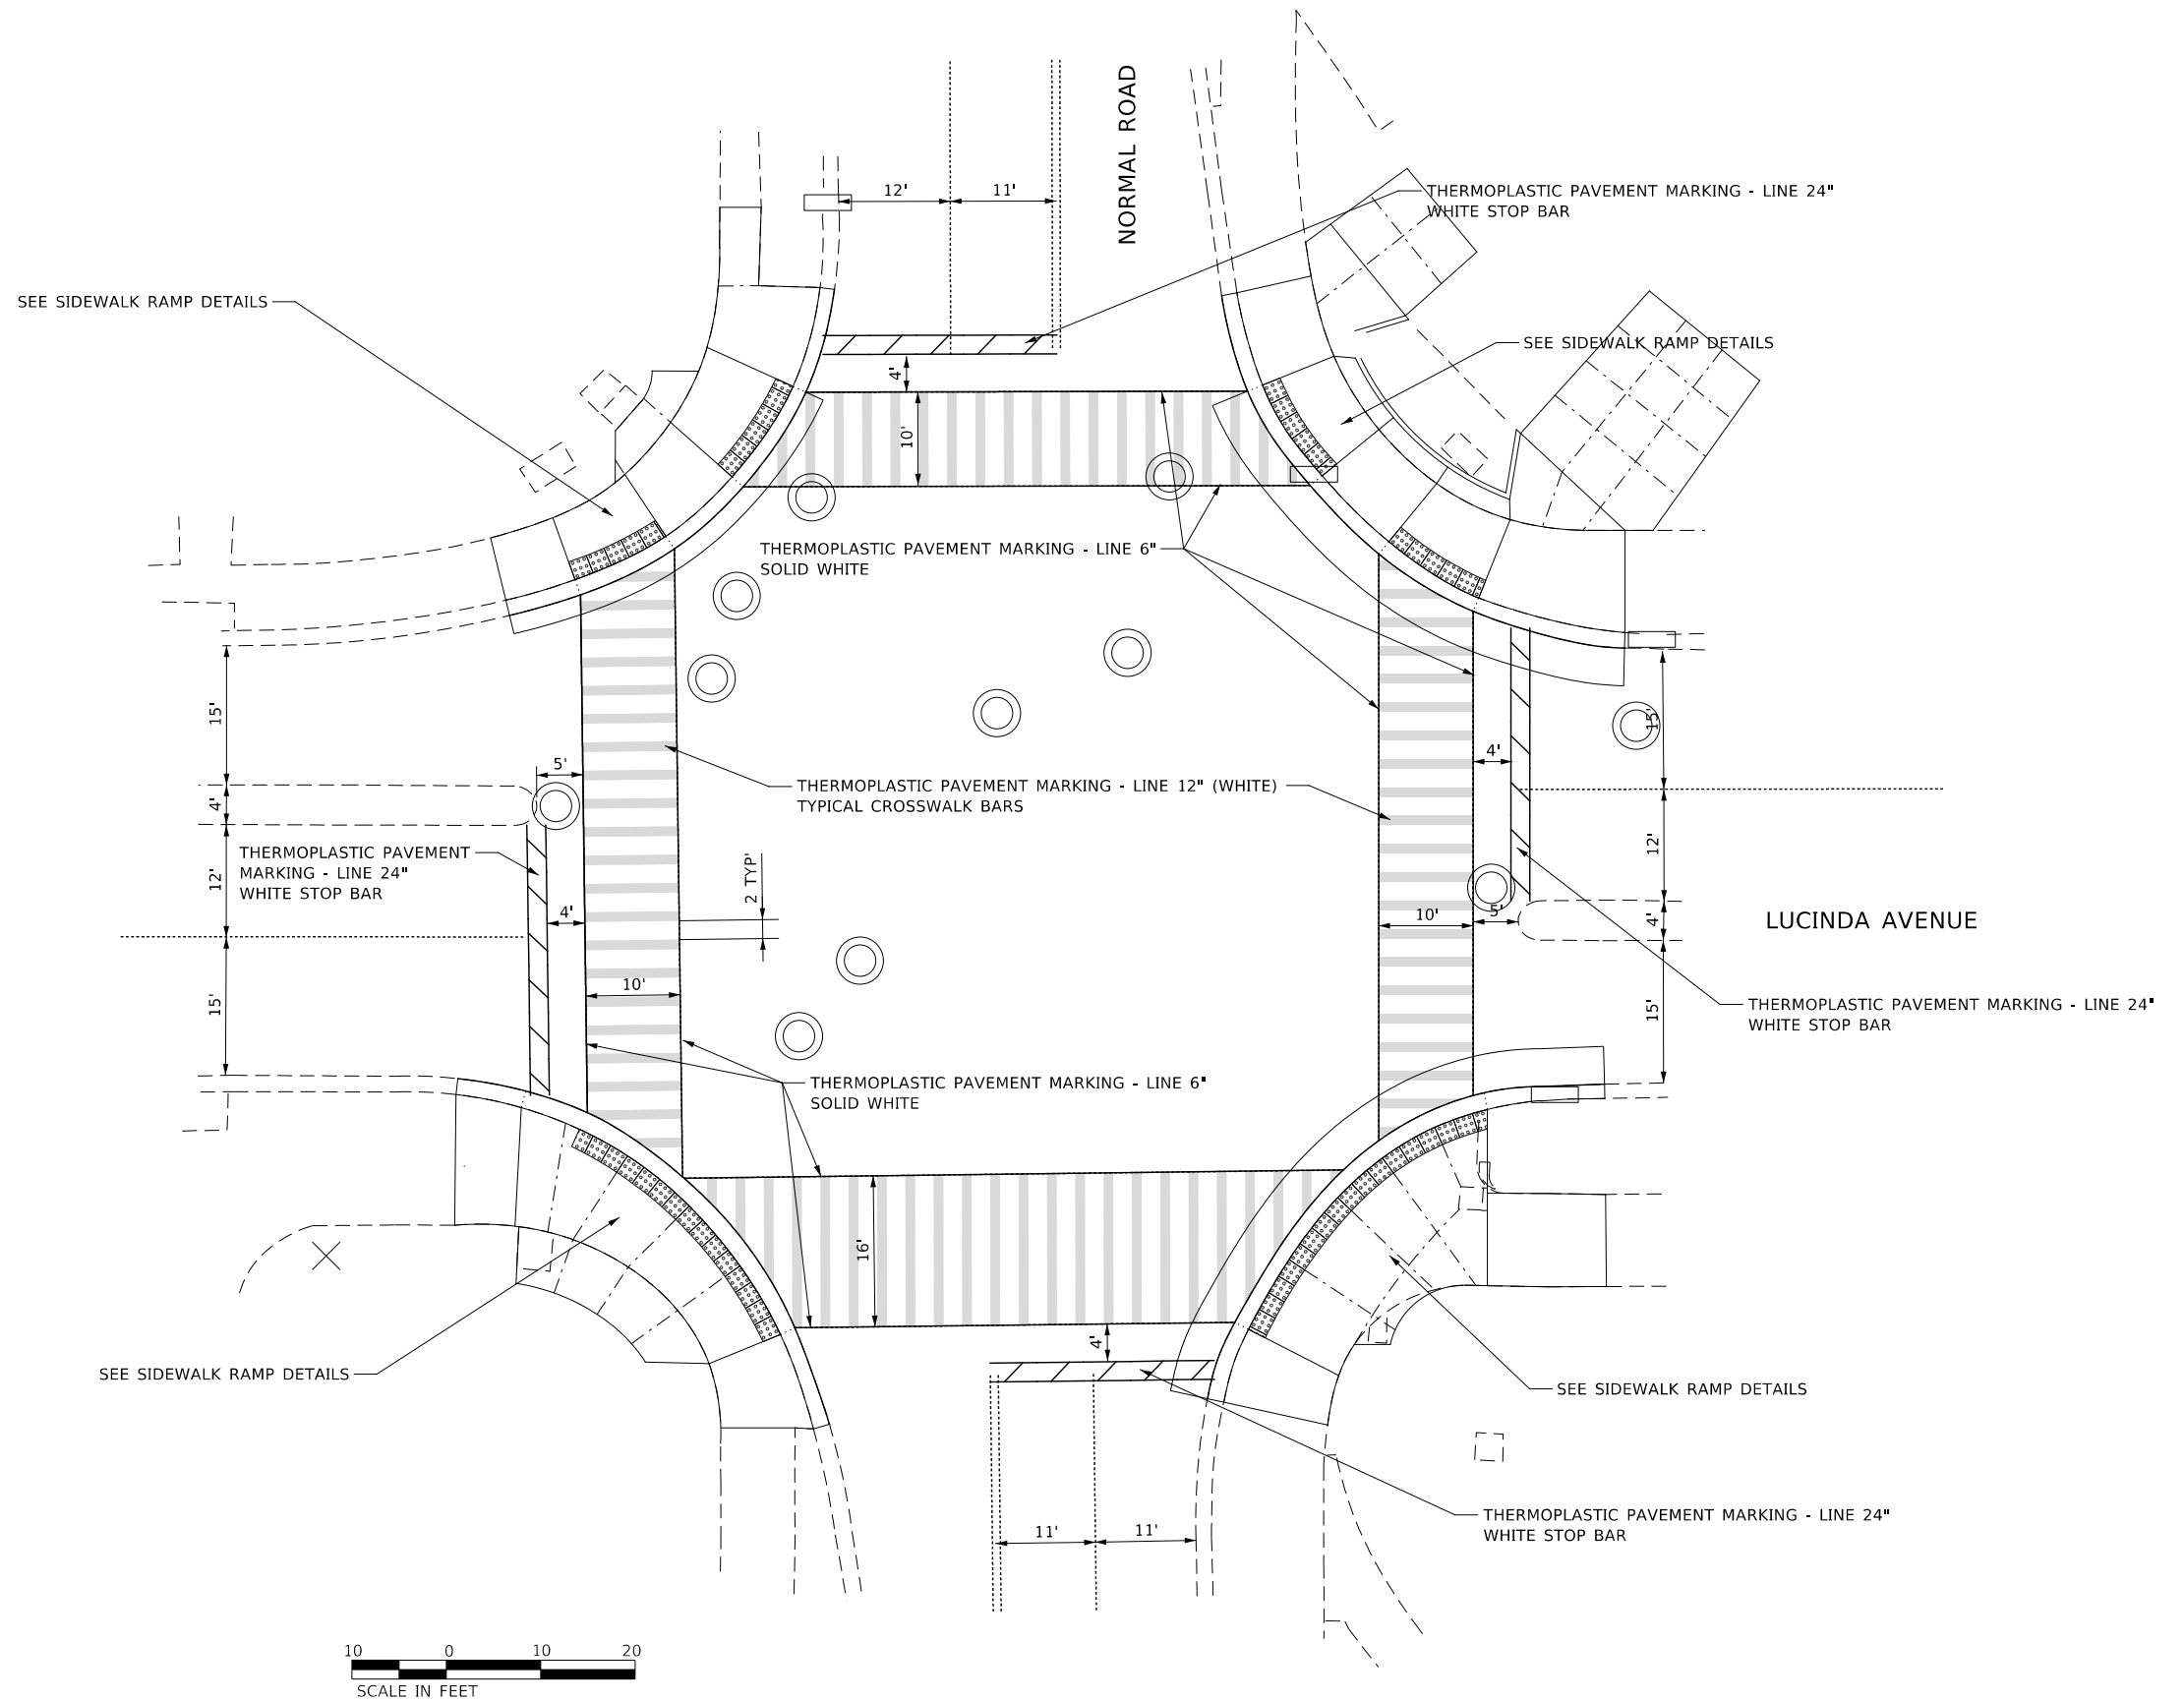 NORMAL ROAD
12' 11'
THERMOPLASTIC PAVEMENT MARKING - LINE 24"
WHITE STOP BAR
SEE SIDEWALK RAMP DETAILS
SEE SIDEWALK RAMP DETAILS
4'
10'
THERMOPLASTIC PAVEMENT MARKING - LINE 6"
SOLID WHITE
15'
15'
4'
5'
THERMOPLASTIC PAVEMENT MARKING - LINE 12" (WHITE)
TYPICAL CROSSWALK BARS
4'
THERMOPLASTIC PAVEMENT
MARKING - LINE 24"
WHITE STOP BAR
12'
12'
2 TYP'
4'
10'
5'
4'
LUCINDA AVENUE
10'
15'
15'
THERMOPLASTIC PAVEMENT MARKING - LINE 24"
WHITE STOP BAR
THERMOPLASTIC PAVEMENT MARKING - LINE 6"
SOLID WHITE
16'
4'
SEE SIDEWALK RAMP DETAILS
SEE SIDEWALK RAMP DETAILS
THERMOPLASTIC PAVEMENT MARKING - LINE 24"
WHITE STOP BAR
11' 11'
10 0 10 20
SCALE IN FEET